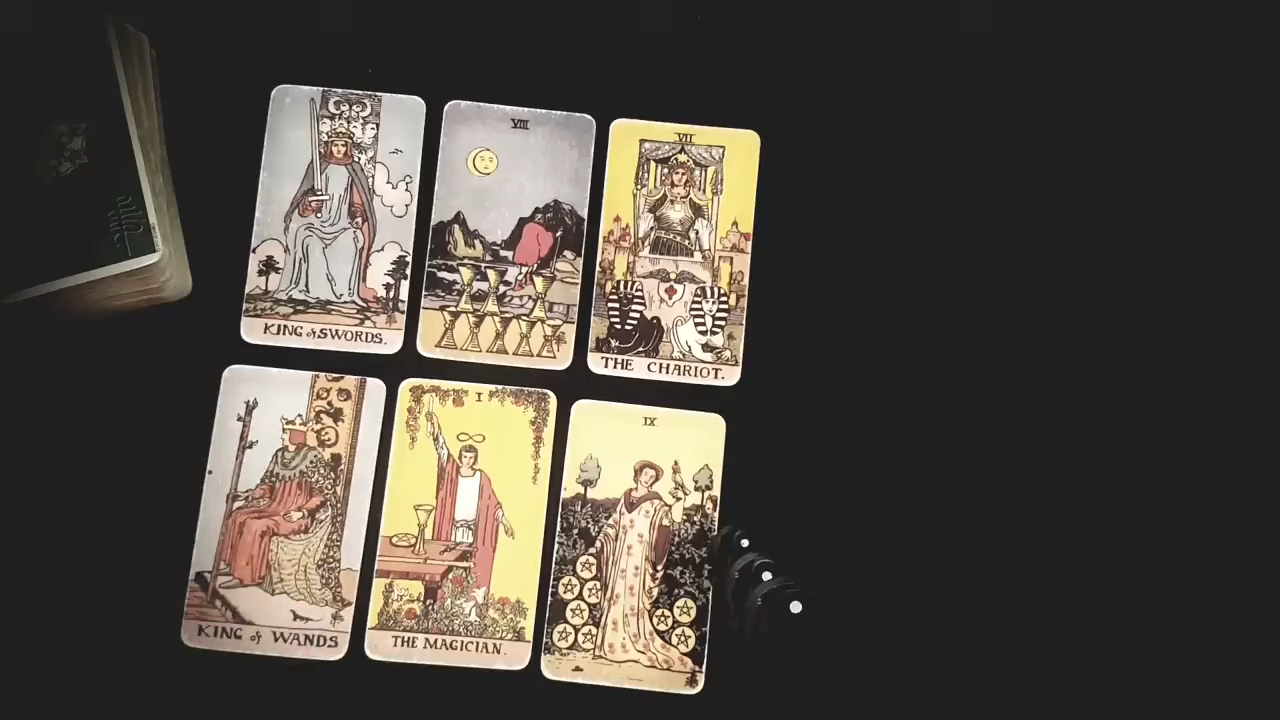 VIII
VII
KING of SWORDS.
THE CHARIOT.
I
IX
KING of WANDS
THE MAGICIAN.